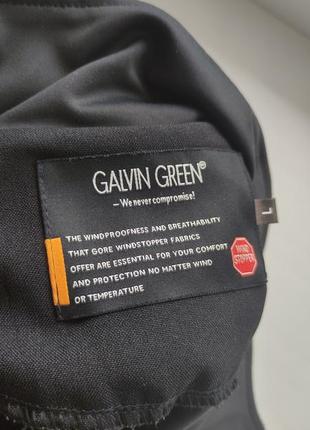 GALVIN GREEN®
– We never compromise!
THE WINDPROOFNESS AND BREATHABILITY
THAT GORE WINDSTOPPER FABRICS
OFFER ARE ESSENTIAL FOR YOUR COMFORT
AND PROTECTION NO MATTER WIND
OR TEMPERATURE
WIND
STOPPER
L